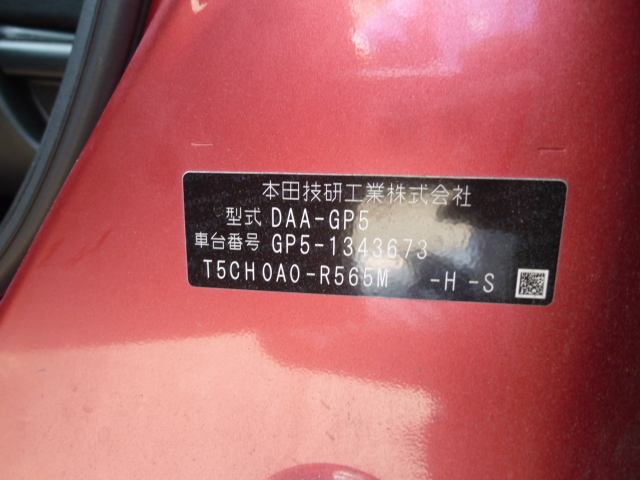 本田技研工業株式会社
型式 DAA-GP5
車台番号 GP5-1343673
T5CH0A0-R565M -H-S